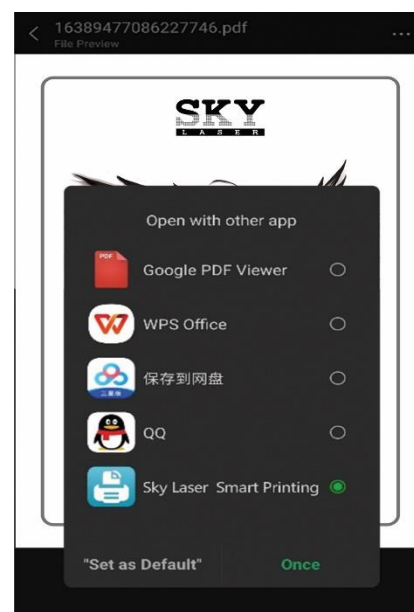 16389477086227746.pdf
File Preview
SKY
LASER
Open with other app
PDF
Google PDF Viewer
WPS Office
保存到网盘
QQ
Sky Laser Smart Printing
"Set as Default"
Once